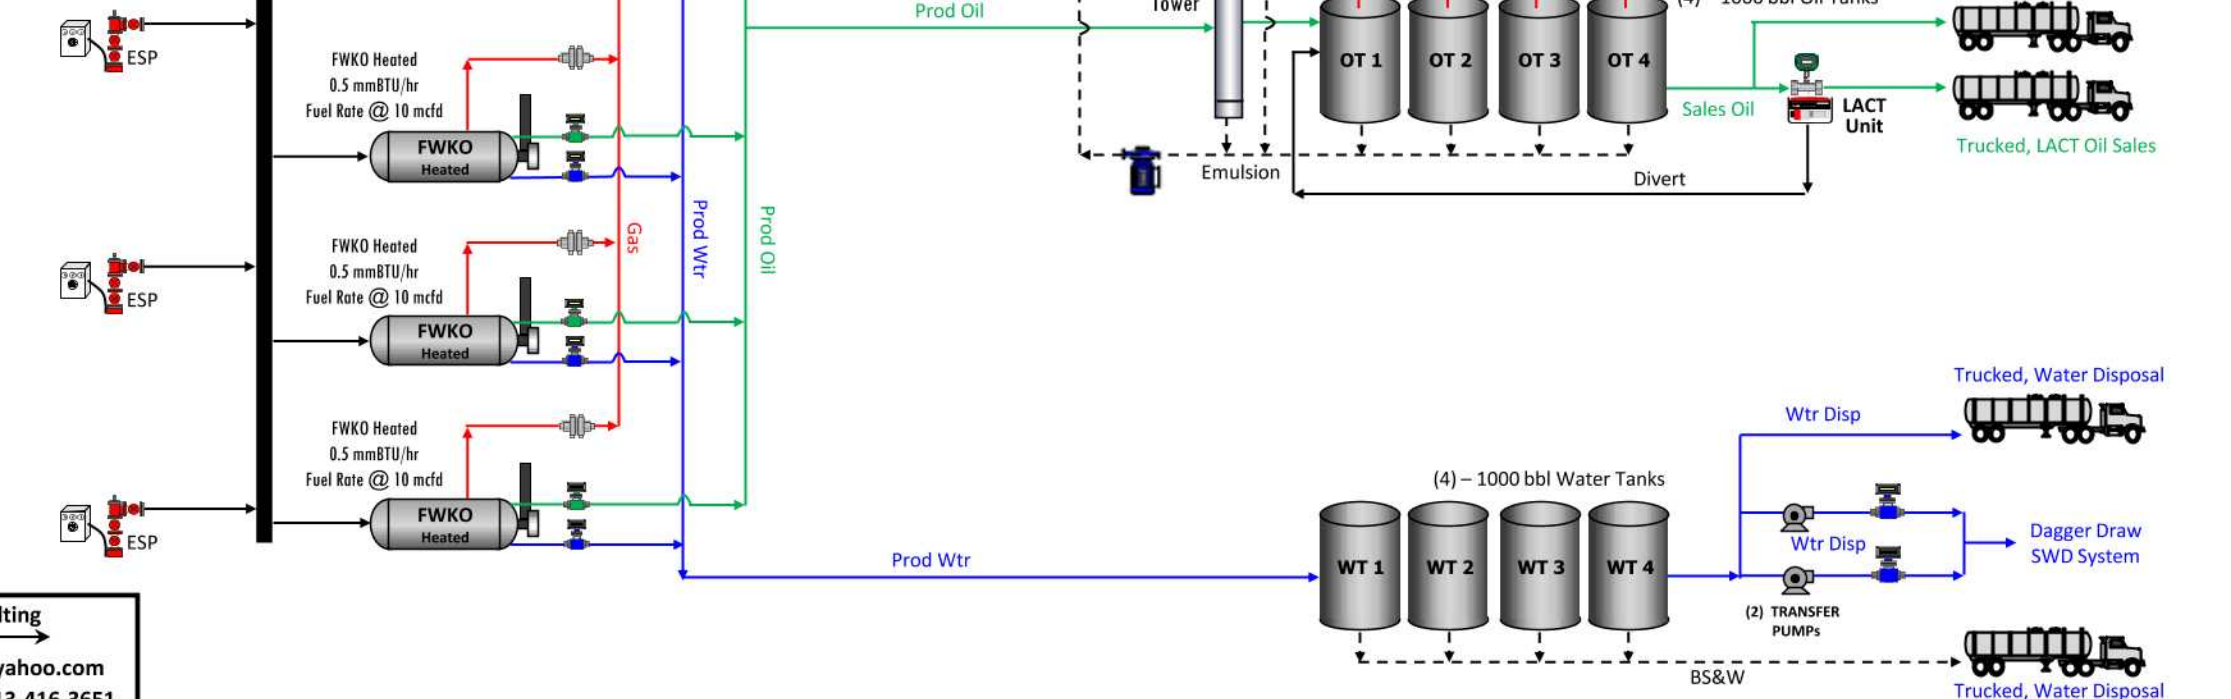 Tower
Prod Oil
(4) – 1000 bbl Oil Tanks
ESP
FWKO Heated
0.5 mmBTU/hr
Fuel Rate @ 10 mcfd
FWKO
Heated
OT 1
OT 2
OT 3
OT 4
Sales Oil
LACT
Unit
Trucked, LACT Oil Sales
Emulsion
Divert
Gas
Prod Wtr
Prod Oil
ESP
FWKO Heated
0.5 mmBTU/hr
Fuel Rate @ 10 mcfd
FWKO
Heated
Trucked, Water Disposal
Wtr Disp
FWKO Heated
0.5 mmBTU/hr
Fuel Rate @ 10 mcfd
FWKO
Heated
ESP
(4) – 1000 bbl Water Tanks
Prod Wtr
WT 1
WT 2
WT 3
WT 4
Wtr Disp
Dagger Draw
SWD System
(2) TRANSFER
PUMPs
BS&W
Trucked, Water Disposal
lting
yahoo.com
13-416-3651